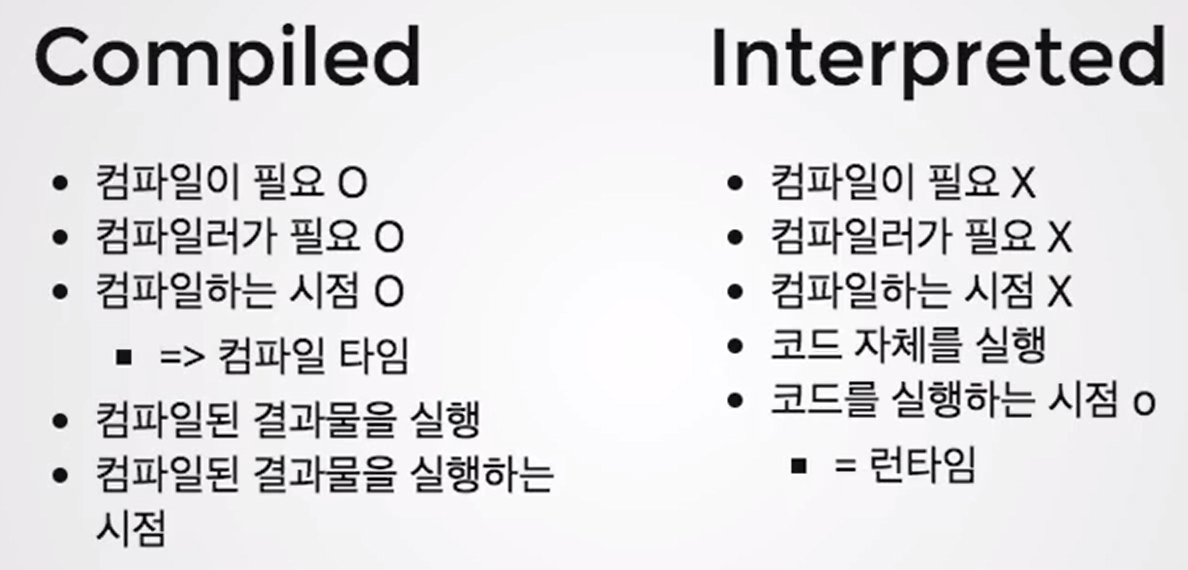 Compiled
• 컴파일이 필요 O
• 컴파일러가 필요 O
• 컴파일하는 시점 O
▪ => 컴파일 타임
• 컴파일된 결과물을 실행
• 컴파일된 결과물을 실행하는
시점
Interpreted
• 컴파일이 필요 X
• 컴파일러가 필요 X
• 컴파일하는 시점 X
• 코드 자체를 실행
• 코드를 실행하는 시점 o
▪ = 런타임